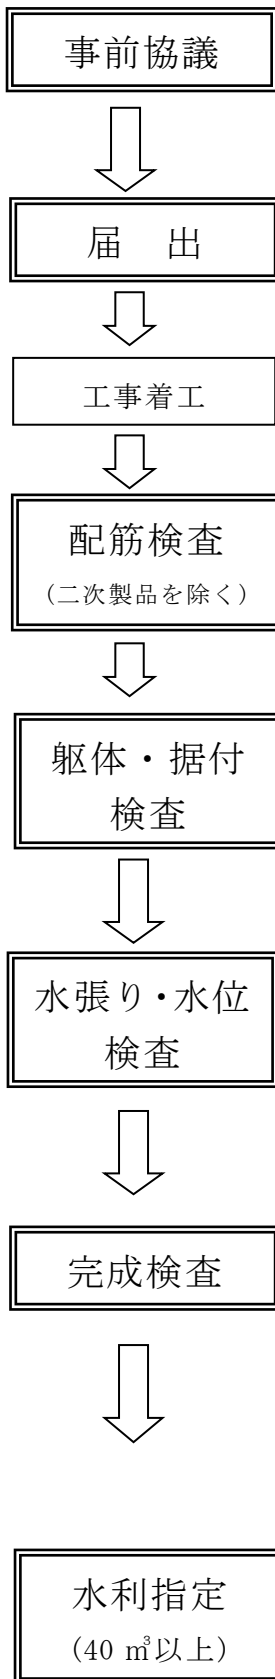 事前協議
届　出
工事着工
配筋検査
(二次製品を除く)
躯体・据付
検査
水張り・水位
検査
完成検査
水利指定
(40 ㎥以上)